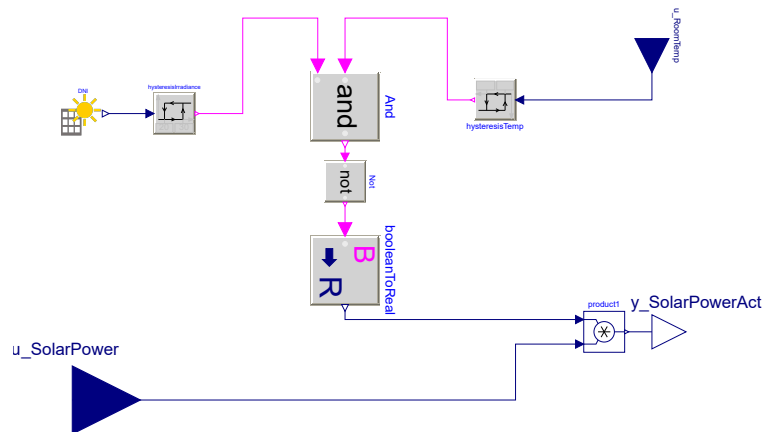 u_RoomTemp
DNI
hysteresisIrradiance
and
And
hysteresisTemp
not
Not
B
R
booleanToReal
product1
y_SolarPowerAct
u_SolarPower